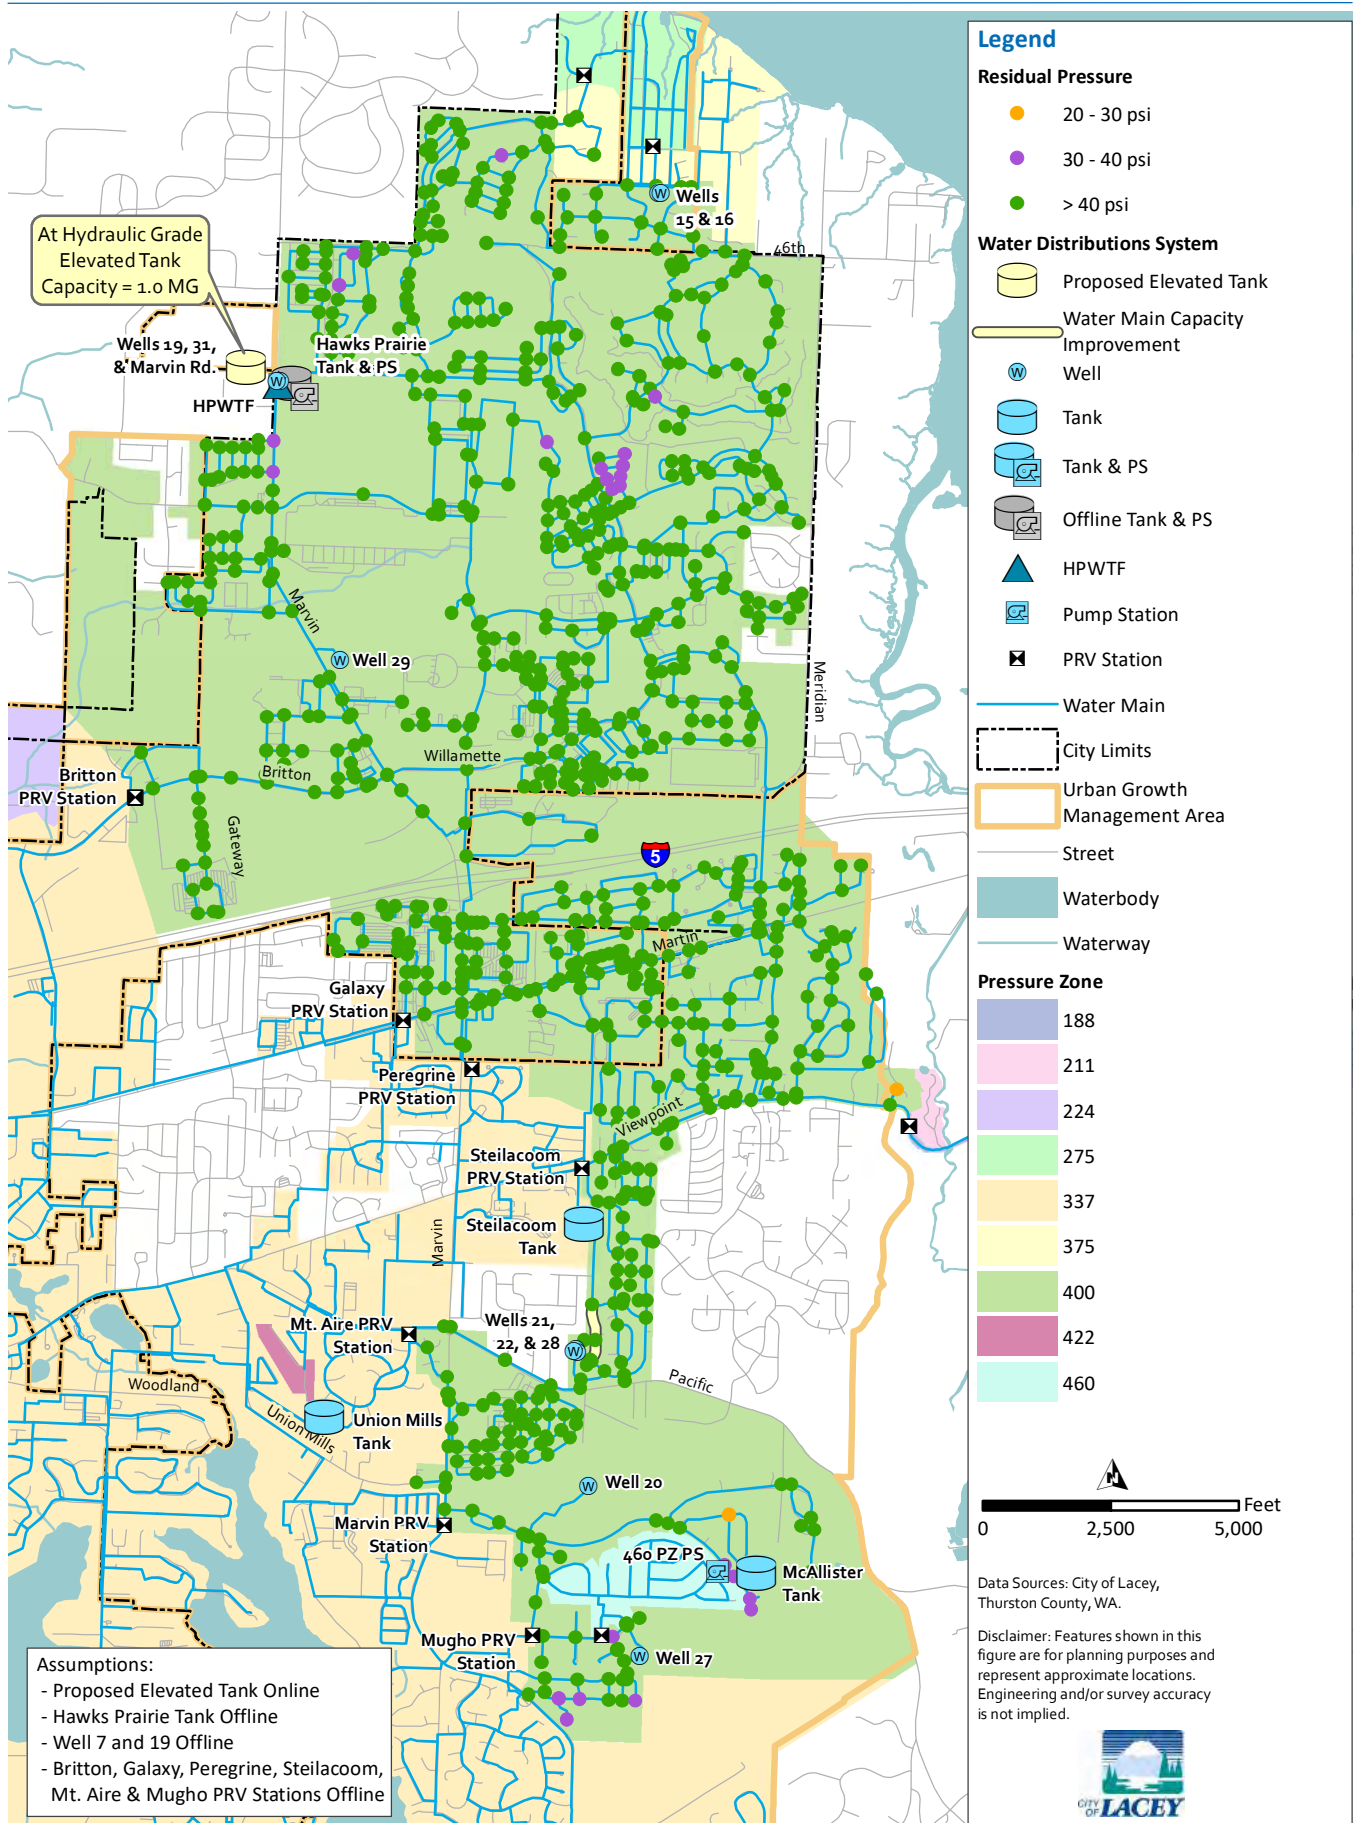 At Hydraulic Grade
Elevated Tank
Capacity = 1.0 MG
Wells 19, 31,
& Marvin Rd.
Hawks Prairie
Tank & PS
HPWTF
W
W
Wells
15 & 16
46th
Marvin
W
Well 29
Meridian
Willamette
Britton
Britton
PRV Station
Gateway
5
Martin
Galaxy
PRV Station
Peregrine
PRV Station
Viewpoint
Steilacoom
PRV Station
Steilacoom
Tank
Marvin
Wells 21,
22, & 28
W
Mt. Aire PRV
Station
Pacific
Woodland
Union Mills
Union Mills
Tank
W
Well 20
Marvin PRV
Station
460 PZ PS
McAllister
Tank
Mugho PRV
Station
W
Well 27
Assumptions:
- Proposed Elevated Tank Online
- Hawks Prairie Tank Offline
- Well 7 and 19 Offline
- Britton, Galaxy, Peregrine, Steilacoom,
Mt. Aire & Mugho PRV Stations Offline
Legend
Residual Pressure
20 - 30 psi
30 - 40 psi
> 40 psi
Water Distributions System
Proposed Elevated Tank
Water Main Capacity
Improvement
W
Well
Tank
Tank & PS
Offline Tank & PS
HPWTF
Pump Station
PRV Station
Water Main
City Limits
Urban Growth
Management Area
Street
Waterbody
Waterway
Pressure Zone
188
211
224
275
337
375
400
422
460
N
Feet
0 2,500 5,000
Data Sources: City of Lacey,
Thurston County, WA.
Disclaimer: Features shown in this
figure are for planning purposes and
represent approximate locations.
Engineering and/or survey accuracy
is not implied.
CITY
OF LACEY